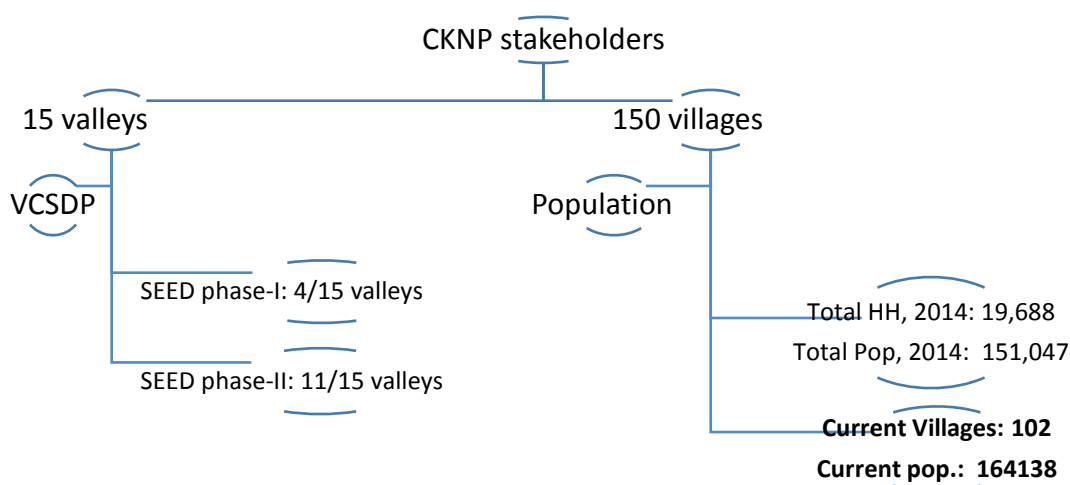 CKNP stakeholders
15 valleys
150 villages
VCSDP
Population
SEED phase-I: 4/15 valleys
Total HH, 2014: 19,688
Total Pop, 2014: 151,047
SEED phase-II: 11/15 valleys
Current Villages: 102
Current pop.: 164138